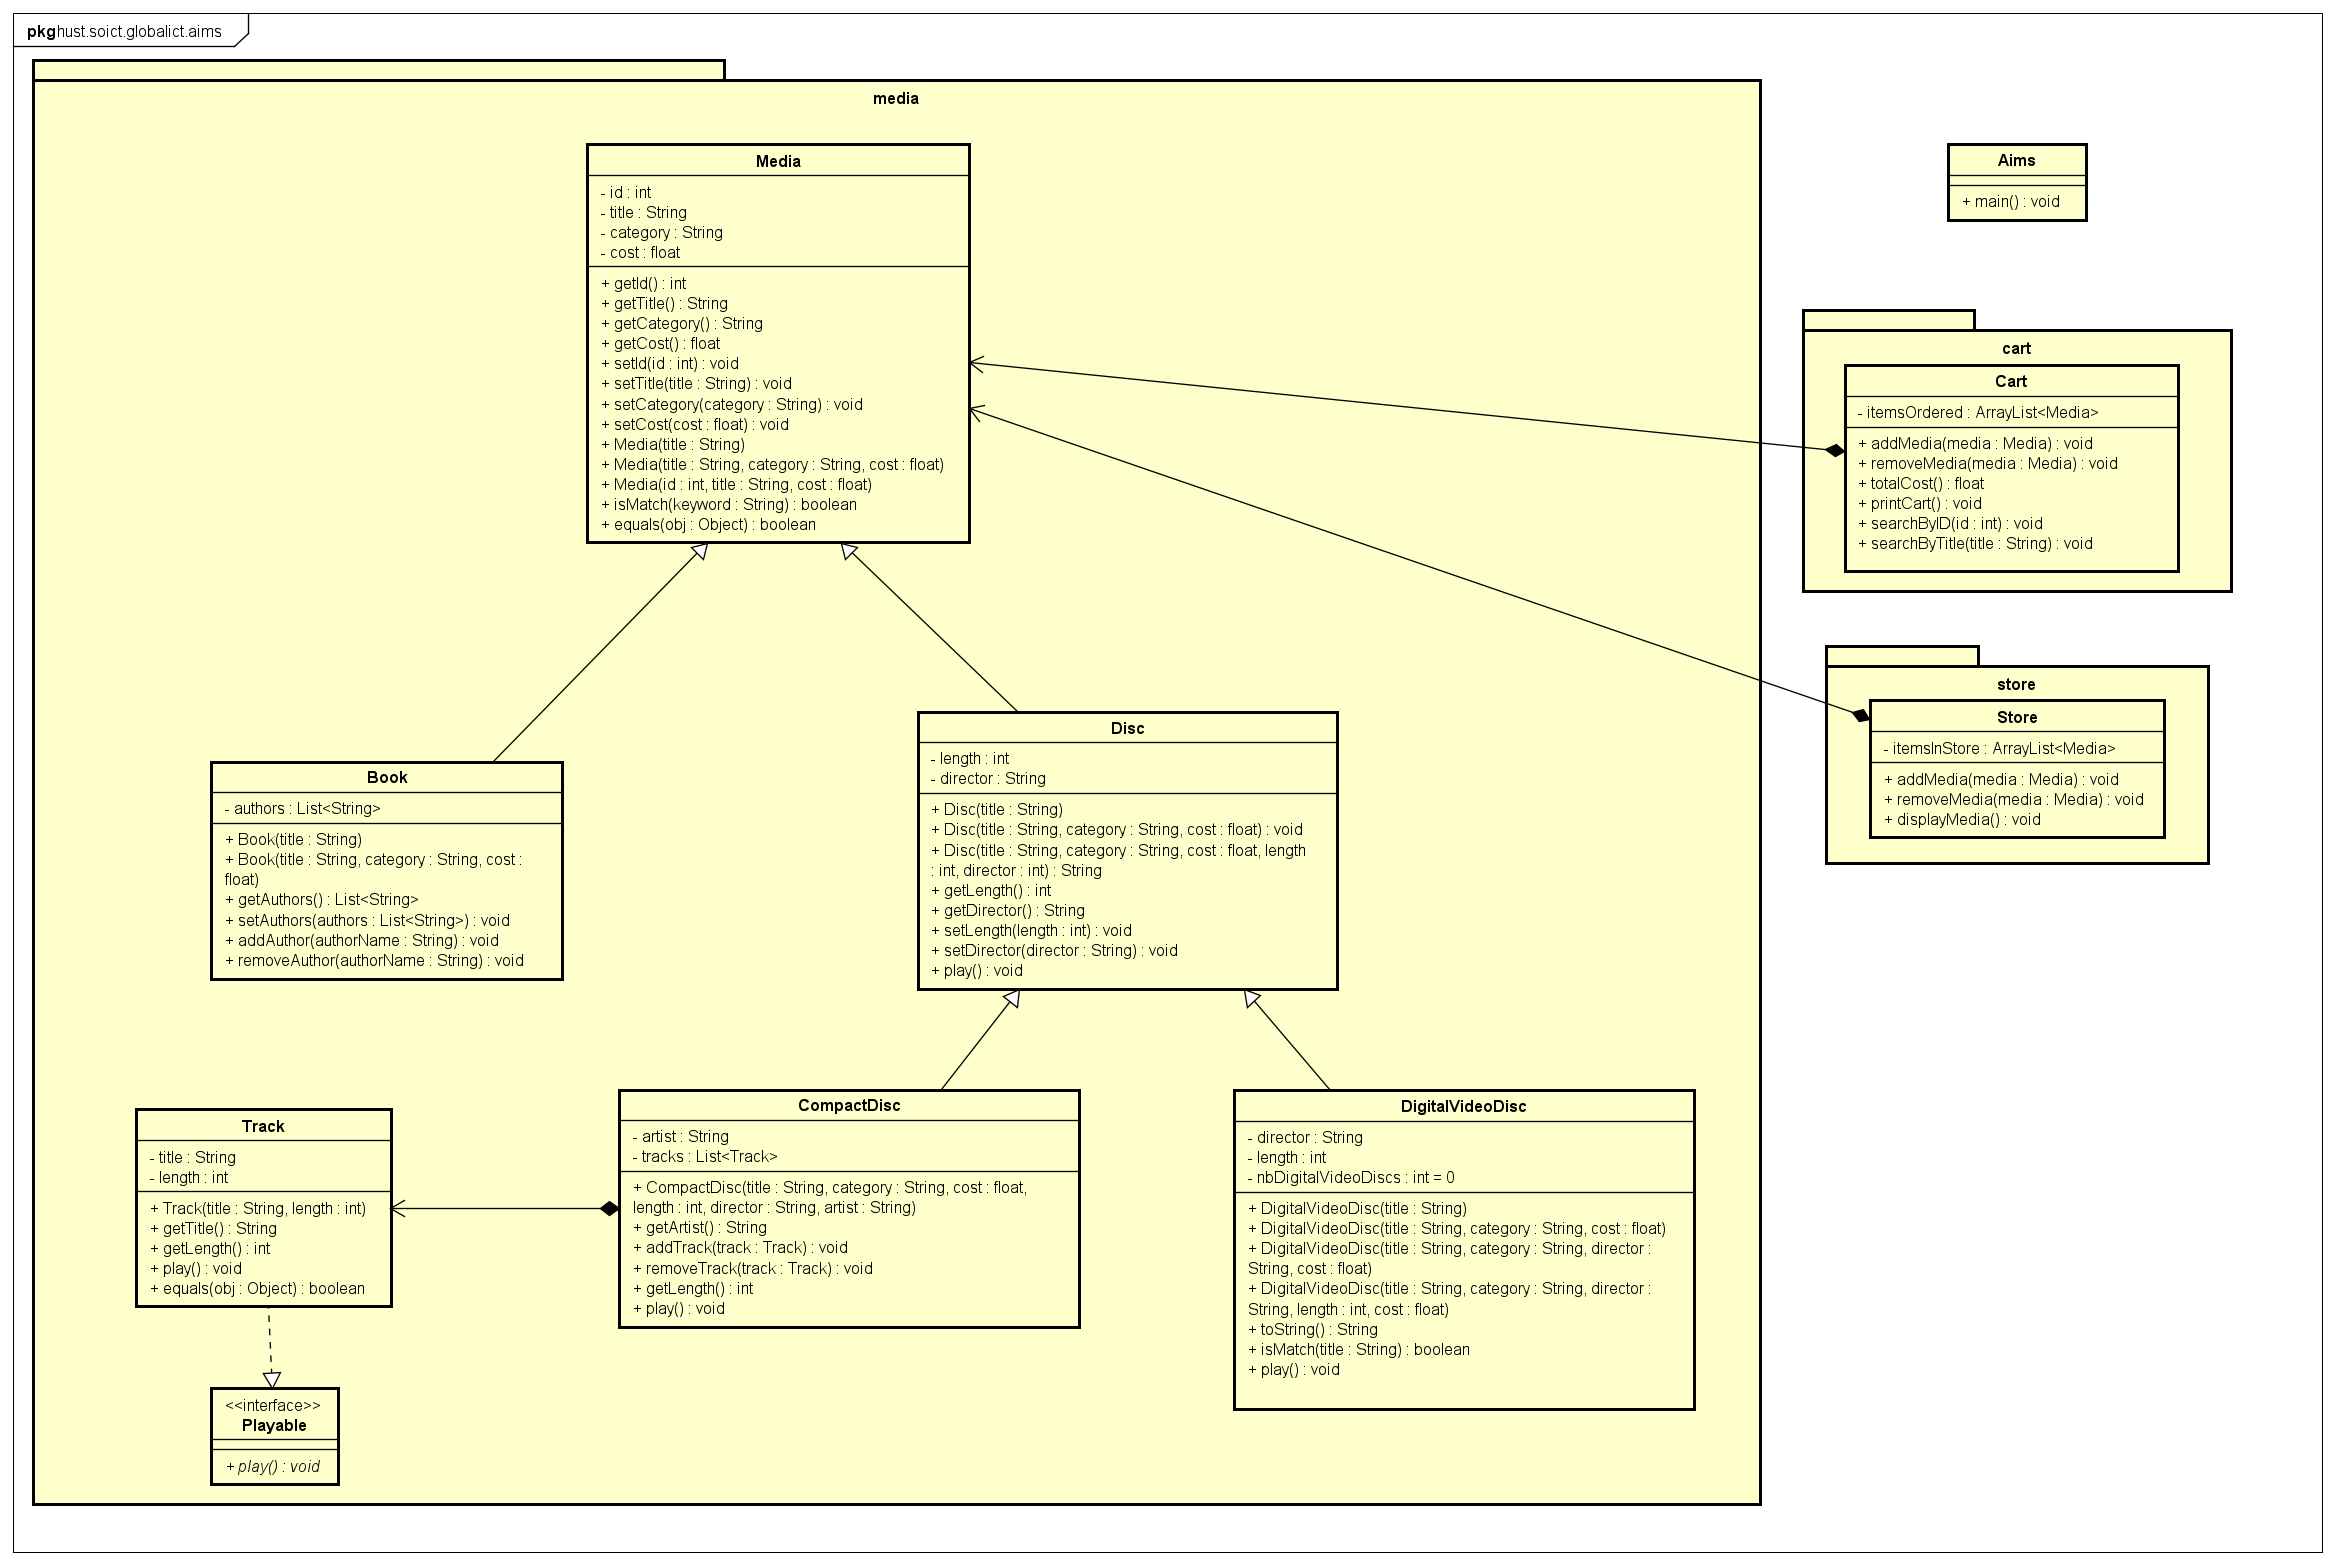 pkg hust.soict.globalict.aims
media
Media
- id : int
- title : String
- category : String
- cost : float
+ getId() : int
+ getTitle() : String
+ getCategory() : String
+ getCost() : float
+ setId(id : int) : void
+ setTitle(title : String) : void
+ setCategory(category : String) : void
+ setCost(cost : float) : void
+ Media(title : String)
+ Media(title : String, category : String, cost : float)
+ Media(id : int, title : String, cost : float)
+ isMatch(keyword : String) : boolean
+ equals(obj : Object) : boolean
Aims
+ main() : void
cart
Cart
- itemsOrdered : ArrayList<Media>
+ addMedia(media : Media) : void
+ removeMedia(media : Media) : void
+ totalCost() : float
+ printCart() : void
+ searchByID(id : int) : void
+ searchByTitle(title : String) : void
store
Store
- itemsInStore : ArrayList<Media>
+ addMedia(media : Media) : void
+ removeMedia(media : Media) : void
+ displayMedia() : void
Book
- authors : List<String>
+ Book(title : String)
+ Book(title : String, category : String, cost :
float)
+ getAuthors() : List<String>
+ setAuthors(authors : List<String>) : void
+ addAuthor(authorName : String) : void
+ removeAuthor(authorName : String) : void
Disc
- length : int
- director : String
+ Disc(title : String)
+ Disc(title : String, category : String, cost : float) : void
+ Disc(title : String, category : String, cost : float, length
: int, director : int) : String
+ getLength() : int
+ getDirector() : String
+ setLength(length : int) : void
+ setDirector(director : String) : void
+ play() : void
Track
- title : String
- length : int
+ Track(title : String, length : int)
+ getTitle() : String
+ getLength() : int
+ play() : void
+ equals(obj : Object) : boolean
CompactDisc
- artist : String
- tracks : List<Track>
+ CompactDisc(title : String, category : String, cost : float,
length : int, director : String, artist : String)
+ getArtist() : String
+ addTrack(track : Track) : void
+ removeTrack(track : Track) : void
+ getLength() : int
+ play() : void
DigitalVideoDisc
- director : String
- length : int
- nbDigitalVideoDiscs : int = 0
+ DigitalVideoDisc(title : String)
+ DigitalVideoDisc(title : String, category : String, cost : float)
+ DigitalVideoDisc(title : String, category : String, director :
String, cost : float)
+ DigitalVideoDisc(title : String, category : String, director :
String, length : int, cost : float)
+ toString() : String
+ isMatch(title : String) : boolean
+ play() : void
<<interface>>
Playable
+ play() : void